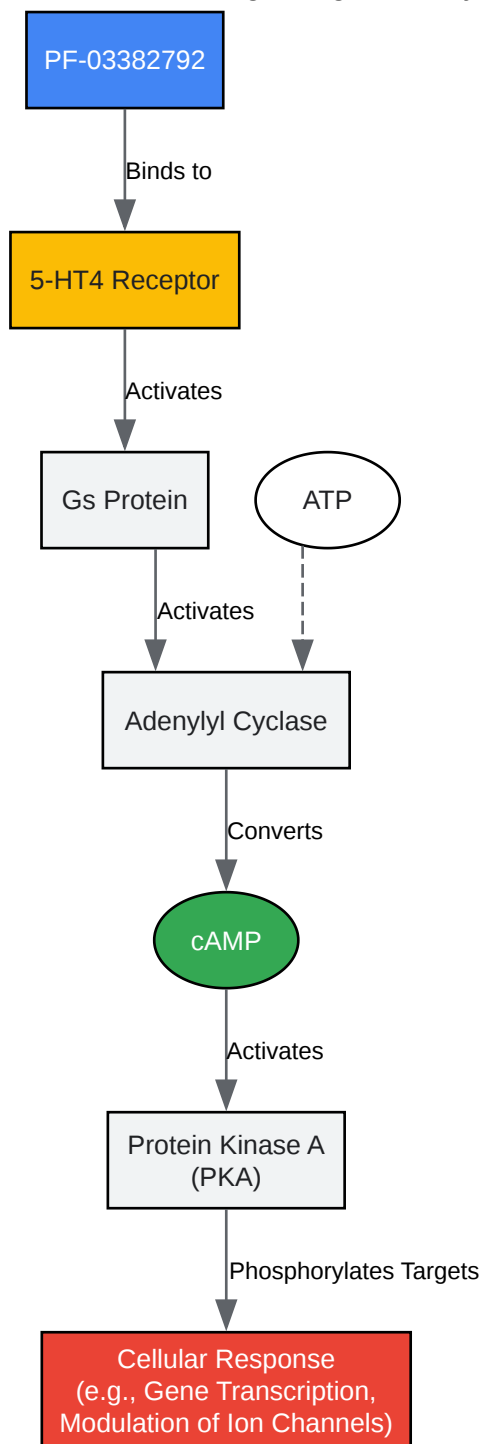 PF-03382792
Binds to
5-HT4 Receptor
Activates
Gs Protein
ATP
Activates
Adenylyl Cyclase
Converts
cAMP
Activates
Protein Kinase A
(PKA)
Phosphorylates Targets
Cellular Response
(e.g., Gene Transcription,
Modulation of Ion Channels)